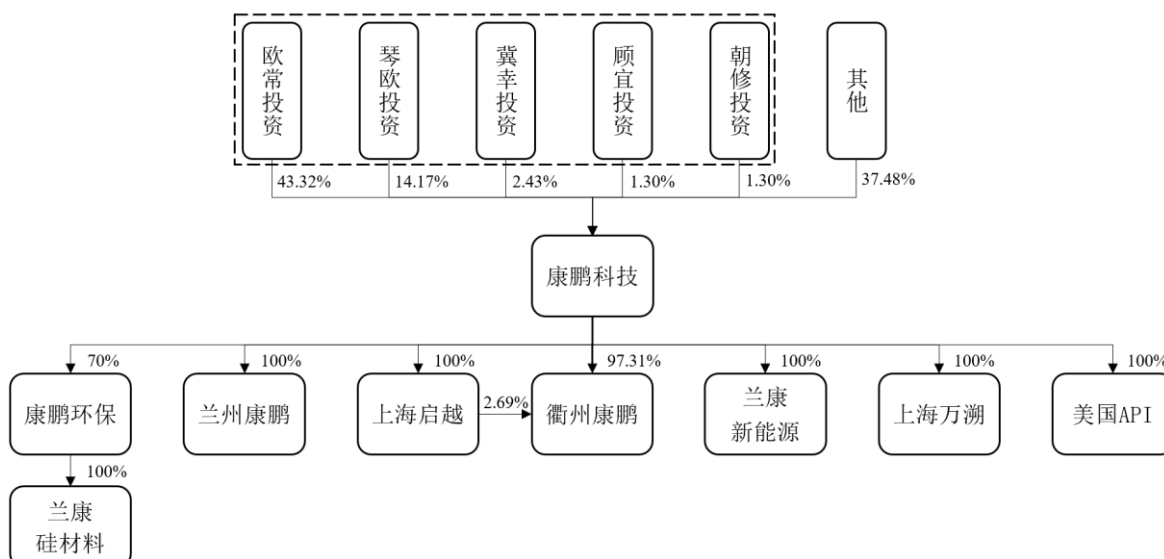 欧常投资
琴欧投资
冀幸投资
顾宜投资
朝修投资
其他
43.32%
14.17%
2.43%
1.30%
1.30%
37.48%
康鹏科技
70%
100%
100%
97.31%
100%
100%
100%
康鹏环保
兰州康鹏
上海启越
2.69%
衢州康鹏
兰康
新能源
上海万溯
美国API
100%
兰康
硅材料